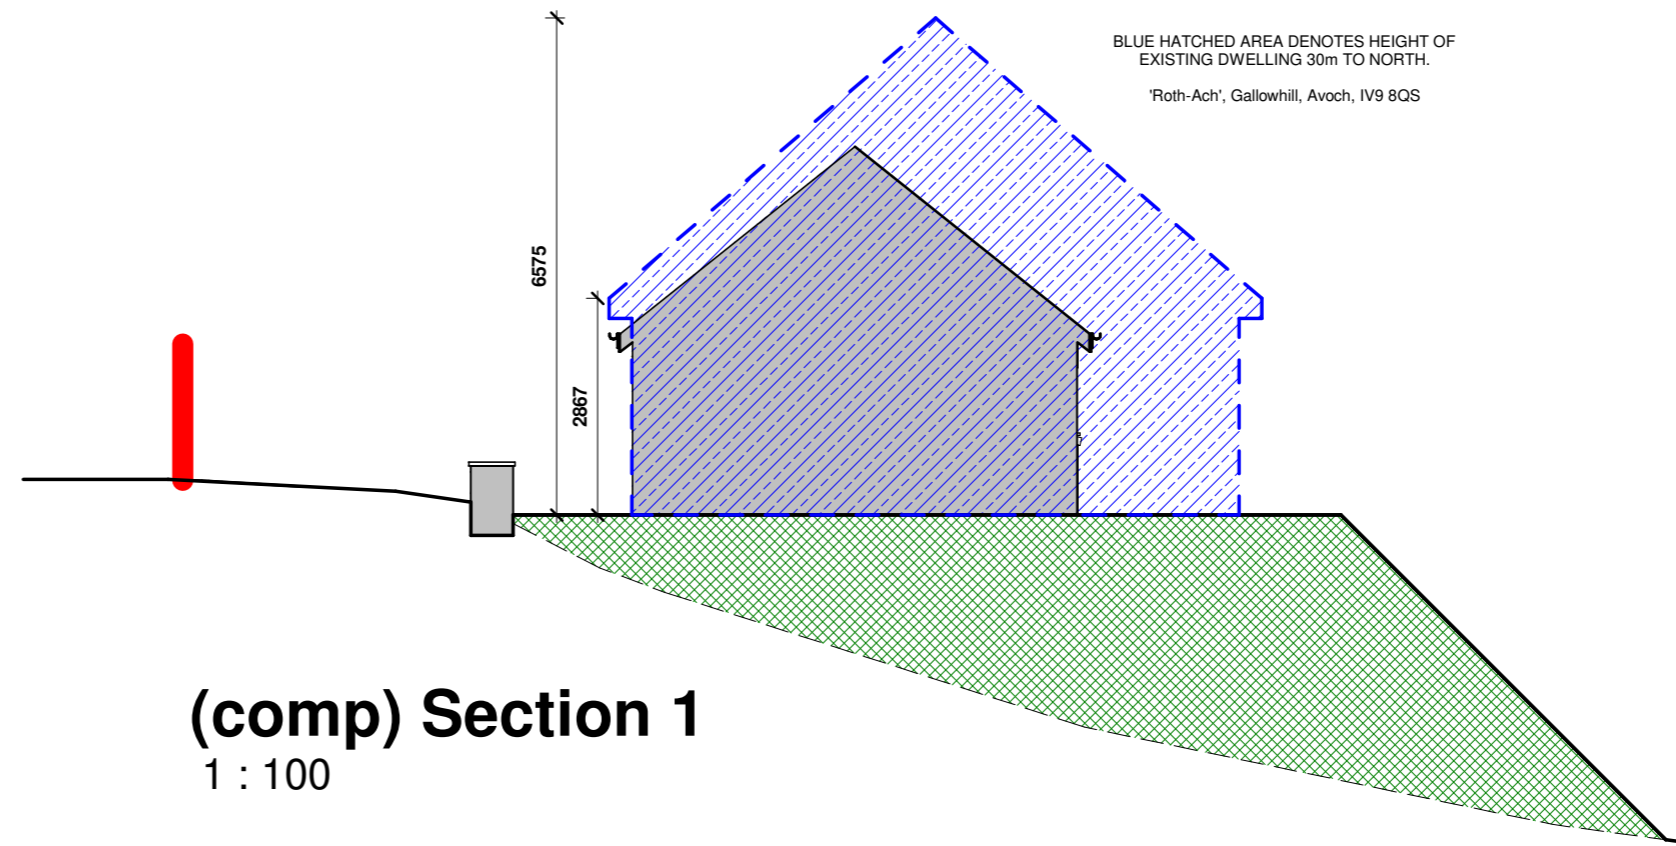 BLUE HATCHED AREA DENOTES HEIGHT OF
EXISTING DWELLING 30m TO NORTH.
'Roth-Ach', Gallowhill, Avoch, IV9 8QS
6575
2867
(comp) Section 1
1 : 100